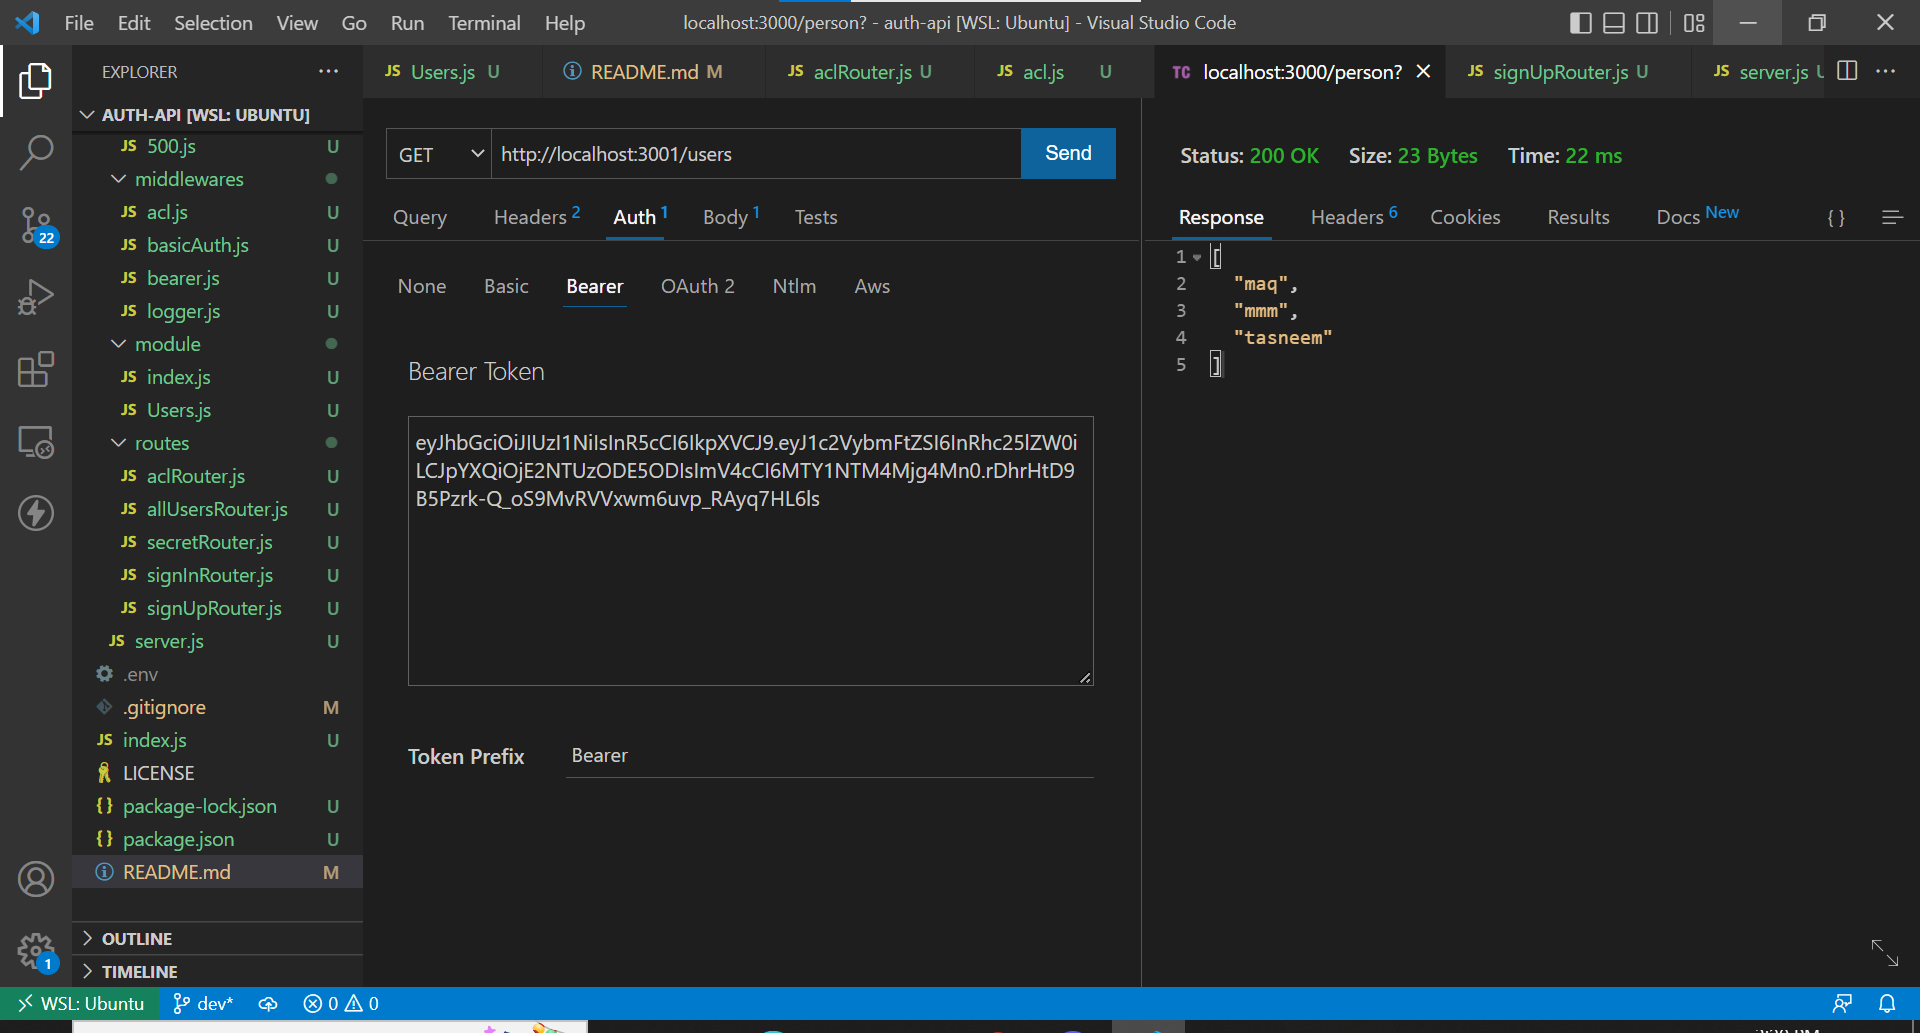 File Edit Selection View Go Run Terminal Help
localhost:3000/person? - auth-api [WSL: Ubuntu] - Visual Studio Code
EXPLORER
AUTH-API [WSL: UBUNTU]
JS 500.js U
middlewares
JS acl.js U
JS basicAuth.js U
JS bearer.js U
JS logger.js U
module
JS index.js U
JS Users.js U
routes
JS aclRouter.js U
JS allUsersRouter.js U
JS secretRouter.js U
JS signInRouter.js U
JS signUpRouter.js U
JS server.js U
.env
.gitignore M
JS index.js U
LICENSE
{} package-lock.json U
{} package.json U
README.md M
OUTLINE
TIMELINE
22
1
JS Users.js U
README.md M
JS aclRouter.js U
JS acl.js U
TC localhost:3000/person?
JS signUpRouter.js U
JS server.js U
GET http://localhost:3001/users Send
Query Headers 2 Auth 1 Body 1 Tests
None Basic Bearer OAuth 2 Ntlm Aws
Bearer Token
eyJhbGciOiJIUzI1NiIsInR5cCI6IkpXVCJ9.eyJ1c2VybmFtZSI6InRhc25lZW0i
LCJpYXQiOjE2NTUzODE5ODIsImV4cCI6MTY1NTM4Mjg4Mn0.rDhrHtD9
B5Pzrk-Q_oS9MvRVVxwm6uvp_RAyq7HL6ls
Token Prefix Bearer
Status: 200 OK Size: 23 Bytes Time: 22 ms
Response Headers 6 Cookies Results Docs New {}
1 [
2 "maq",
3 "mmm",
4 "tasneem"
5 ]
WSL: Ubuntu dev* 0 0